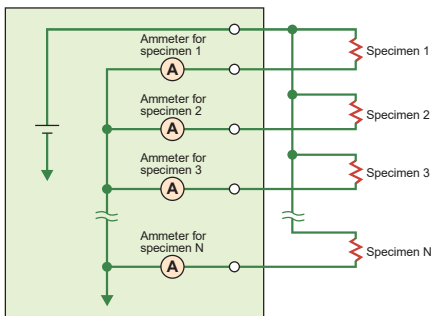 Ammeter for
specimen 1
A
Specimen 1
Ammeter for
specimen 2
A
Specimen 2
Ammeter for
specimen 3
A
Specimen 3
Ammeter for
specimen N
A
Specimen N